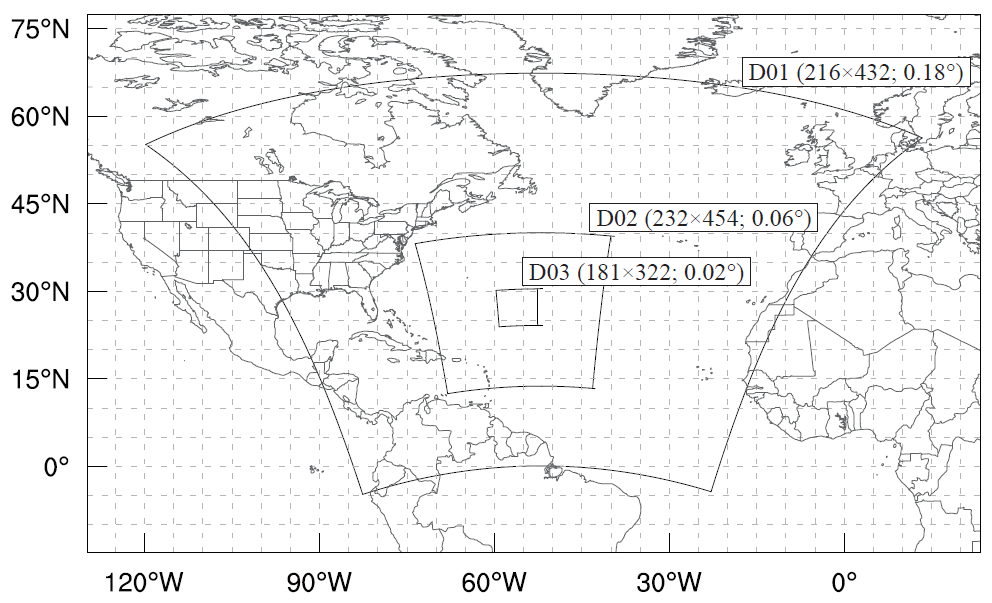 75°N
D01 (216×432; 0.18°)
60°N
45°N
D02 (232×454; 0.06°)
D03 (181×322; 0.02°)
30°N
15°N
0°
120°W 90°W 60°W 30°W 0°